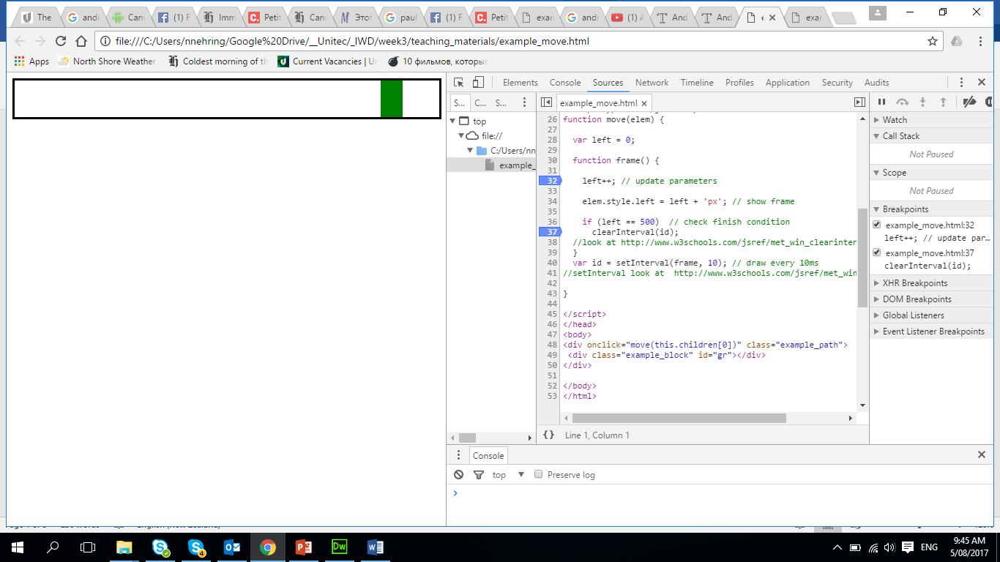 The
andr
Can
(1) F
Imm
Petit
Canc
Этот
paul
(1) F
Petit
exan
andr
(1) A
And
And
e
exar
file:///C:/Users/nnehring/Google%20Drive/__Unitec/_IWD/week3/teaching_materials/example_move.html
Apps North Shore Weather Coldest morning of th Current Vacancies | Un 10 фильмов, которые
Elements Console Sources Network Timeline Profiles Application Security Audits
S... C... S...
example_move.html
top
file://
C:/Users/nn
example_
26 function move(elem) {
27
28 var left = 0;
29
30 function frame() {
31
32 left++; // update parameters
33
34 elem.style.left = left + 'px'; // show frame
35
36 if (left == 500) // check finish condition
37 clearInterval(id);
38 //look at http://www.w3schools.com/jsref/met_win_clearinter
39 }
40 var id = setInterval(frame, 10); // draw every 10ms
41 //setInterval look at http://www.w3schools.com/jsref/met_win
42
43 }
44
45 </script>
46 </head>
47 <body>
48 <div onclick="move(this.children[0])" class="example_path">
49 <div class="example_block" id="gr"></div>
50 </div>
51
52 </body>
53 </html>
{} Line 1, Column 1
Watch
Call Stack
Not Paused
Scope
Not Paused
Breakpoints
example_move.html:32
left++; // update par…
example_move.html:37
clearInterval(id);
XHR Breakpoints
DOM Breakpoints
Global Listeners
Event Listener Breakpoints
Console
top Preserve log
ENG
9:45 AM
5/08/2017